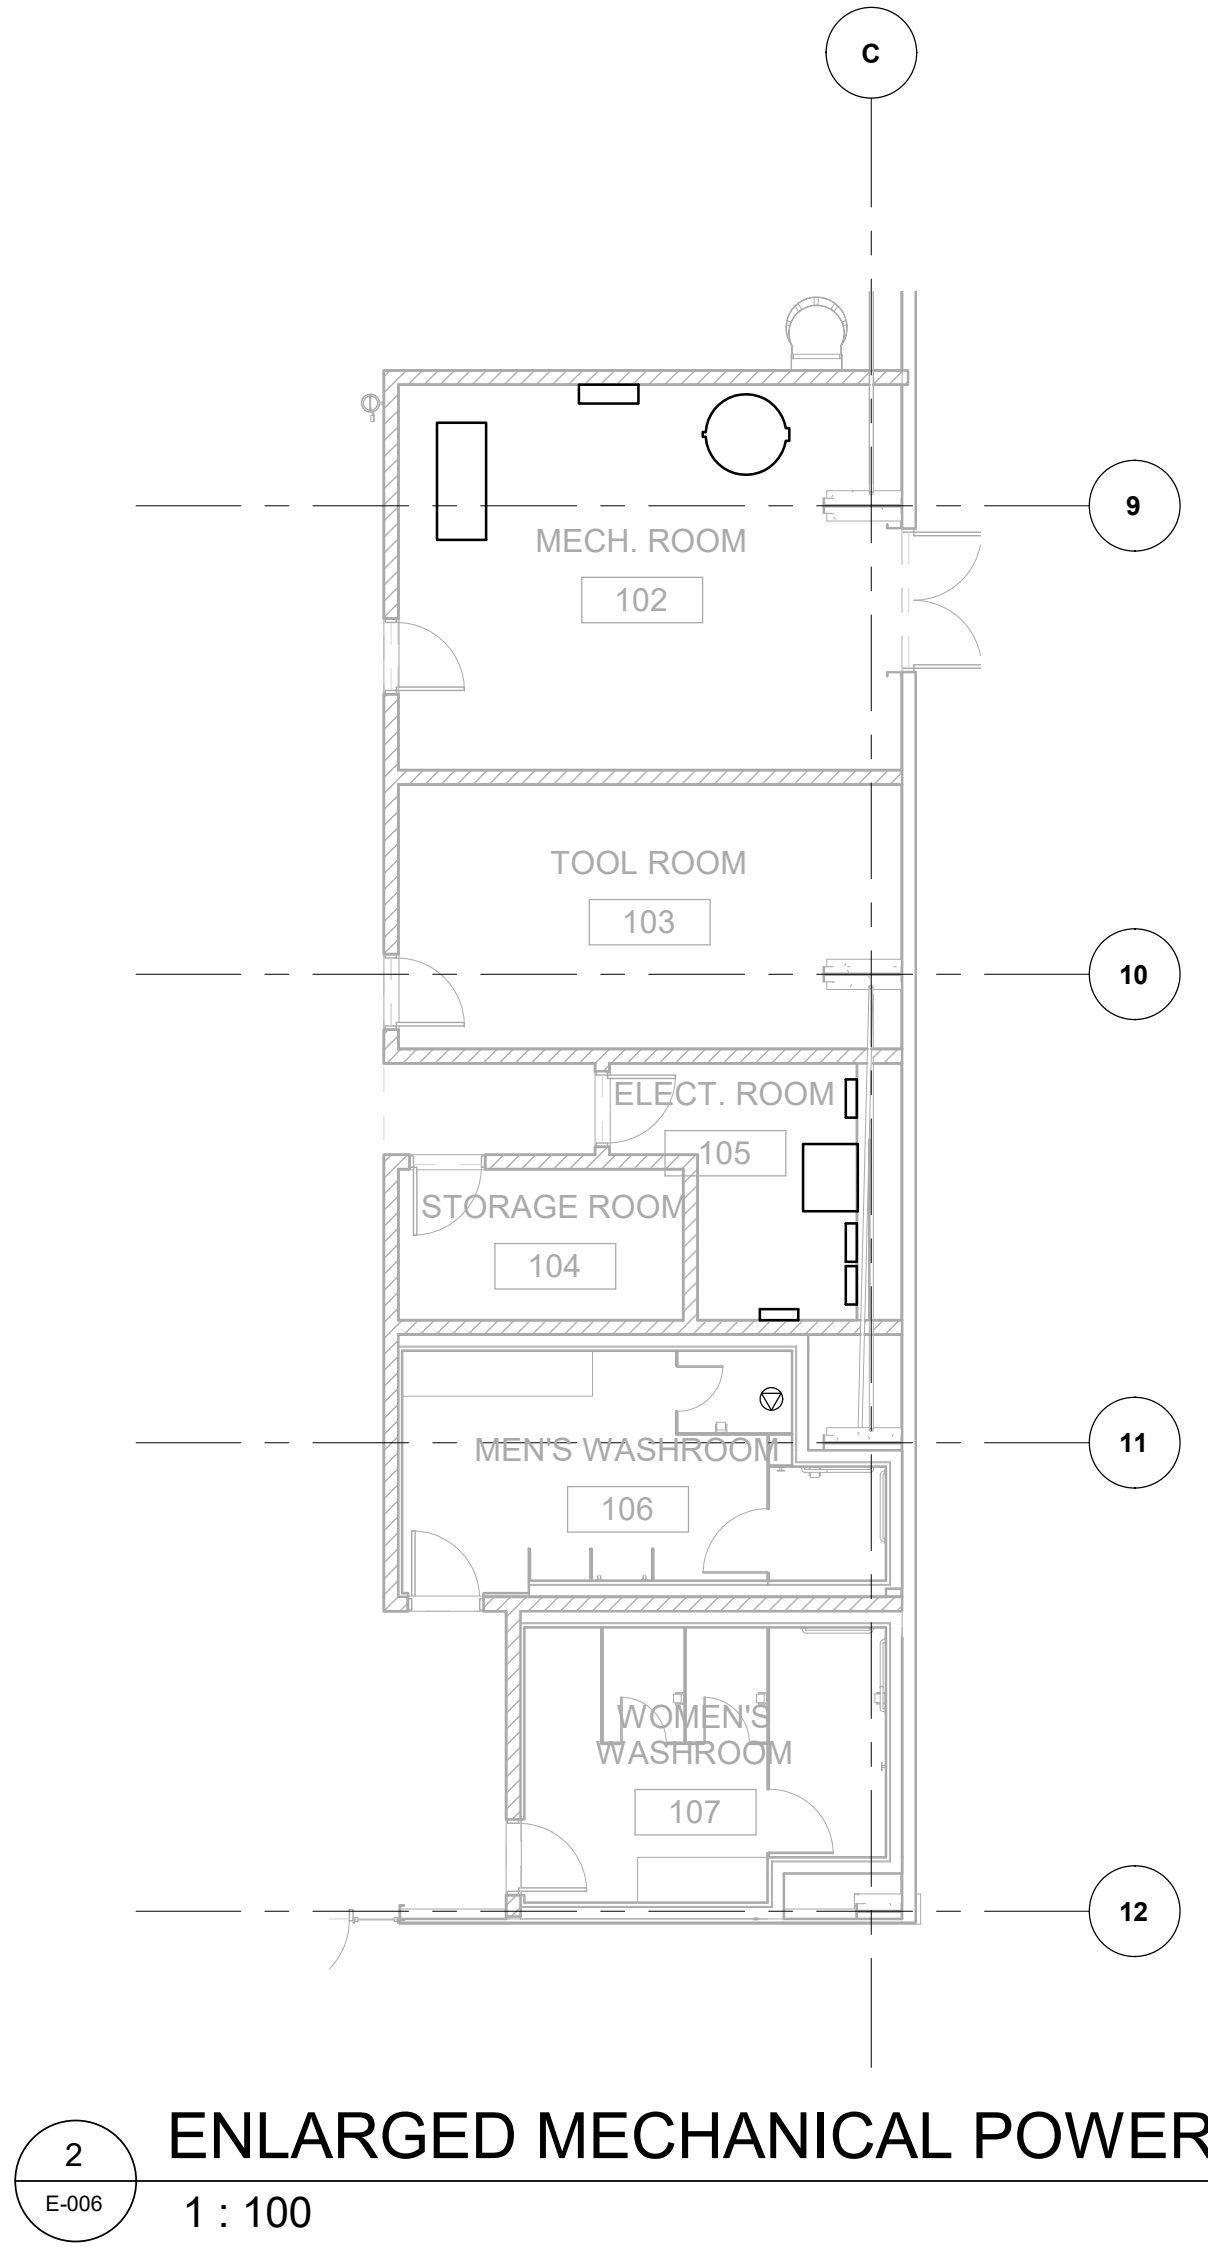 C
9
MECH. ROOM
102
TOOL ROOM
103
10
ELECT. ROOM
105
STORAGE ROOM
104
11
MEN'S WASHROOM
106
WOMEN'S
WASHROOM
107
12
2
E-006
ENLARGED MECHANICAL POWER
1 : 100